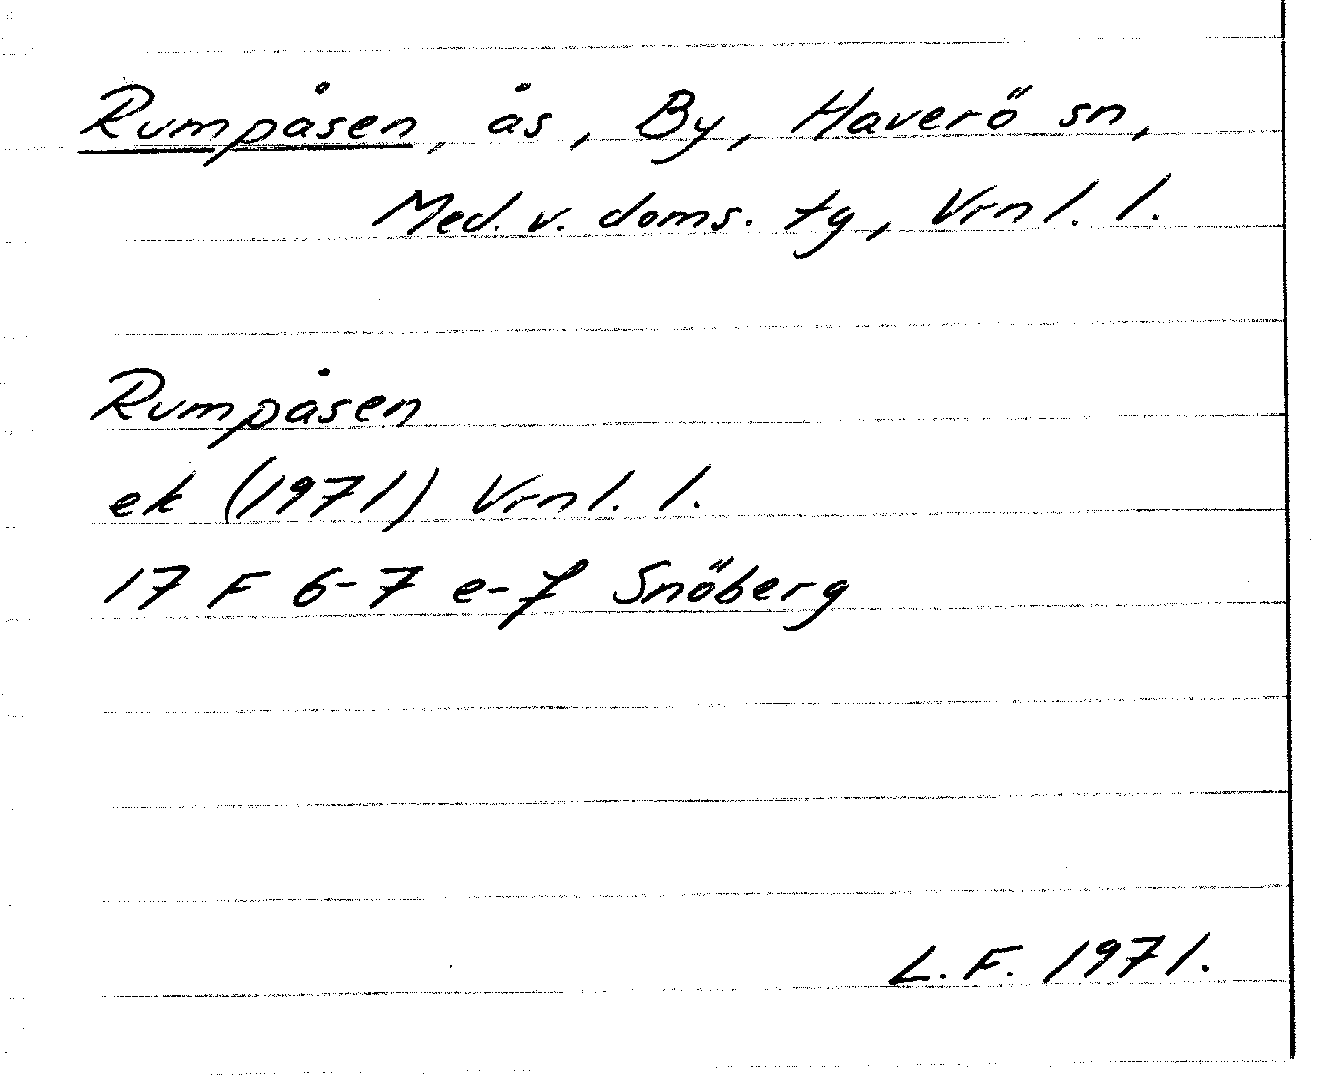 Rumpåsen, ås, By, Haverö sn,
Med. v. doms. tg, Vrnl. l.
Rumpåsen
ek (1971) Vrnl. l.
17 F 6-7 e-f Snöberg
L. F. 1971.